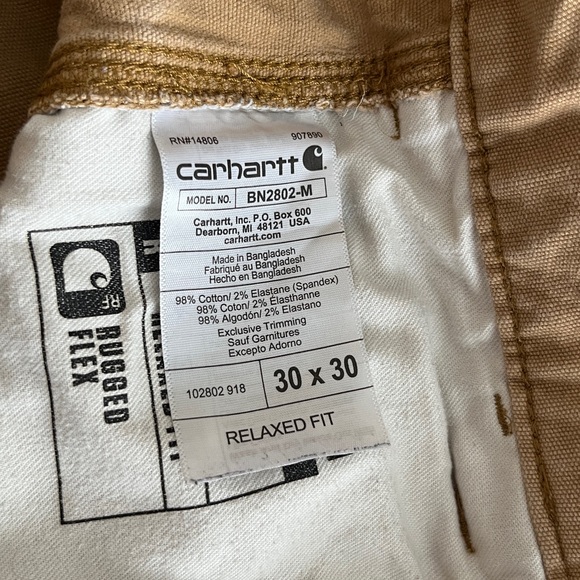 RN#14806 907890
carhartt
MODEL NO. BN2802-M
Carhartt, Inc. P.O. Box 600
Dearborn, MI 48121 USA
carhartt.com
Made in Bangladesh
Fabriqué au Bangladesh
Hecho en Bangladesh
98% Cotton/ 2% Elastane (Spandex)
98% Coton/ 2% Élasthanne
98% Algodón/ 2% Elastano
Exclusive Trimming
Sauf Garnitures
Excepto Adorno
102802 918 30 x 30
RELAXED FIT
RF
RUGGED
FLEX